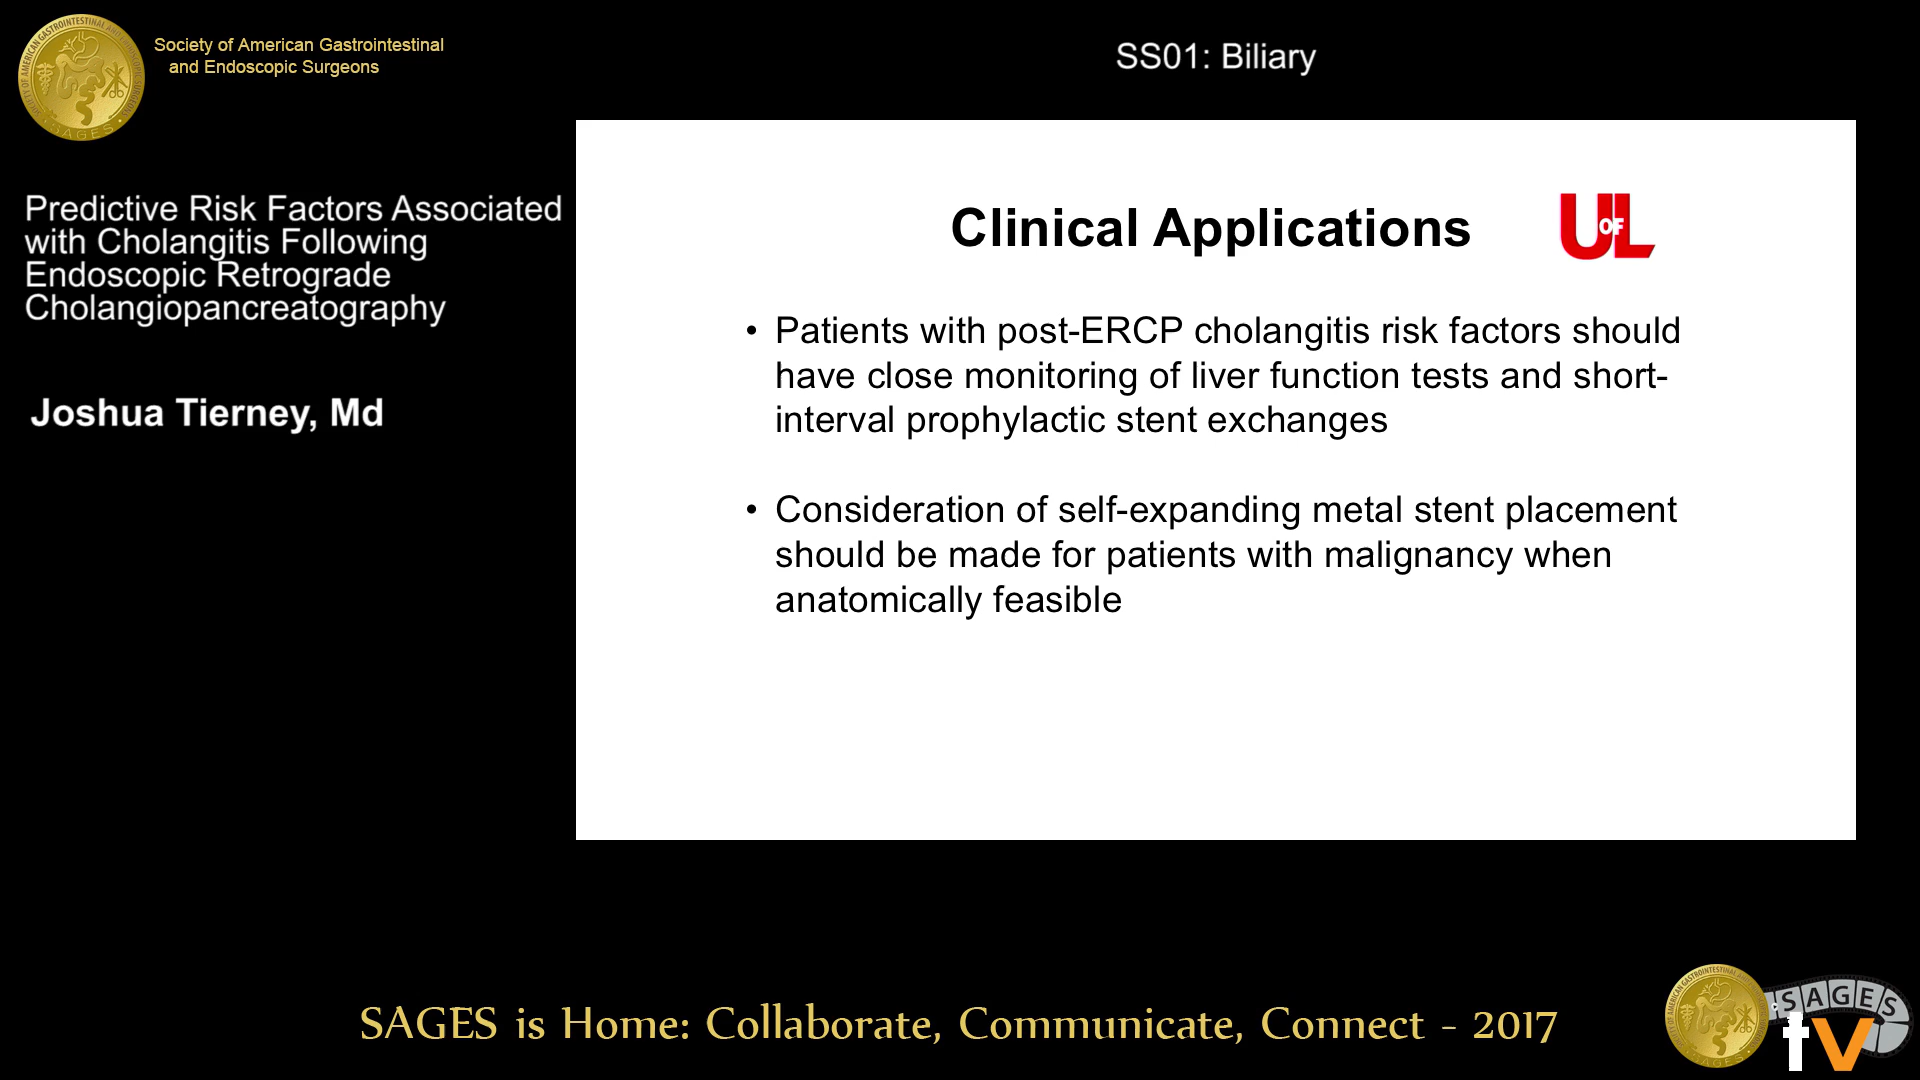 Society of American Gastrointestinal
and Endoscopic Surgeons
SS01: Biliary
Predictive Risk Factors Associated
with Cholangitis Following
Endoscopic Retrograde
Cholangiopancreatography
Joshua Tierney, Md
Clinical Applications
U OF L
• Patients with post-ERCP cholangitis risk factors should
have close monitoring of liver function tests and short-
interval prophylactic stent exchanges
• Consideration of self-expanding metal stent placement
should be made for patients with malignancy when
anatomically feasible
SAGES is Home: Collaborate, Communicate, Connect - 2017
SAGES
tv